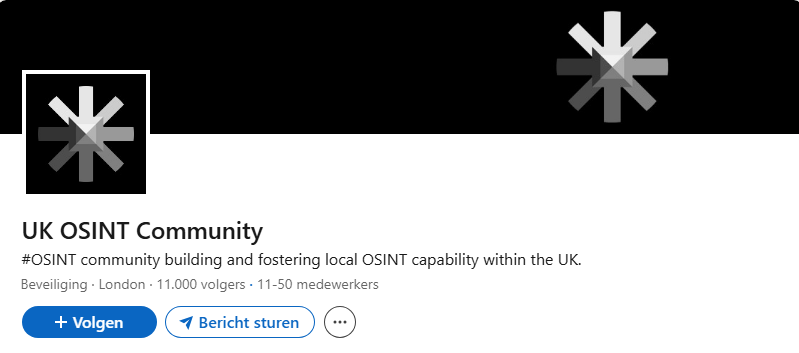 UK OSINT Community
#OSINT community building and fostering local OSINT capability within the UK.
Beveiliging · London · 11.000 volgers · 11-50 medewerkers
+ Volgen Bericht sturen ···